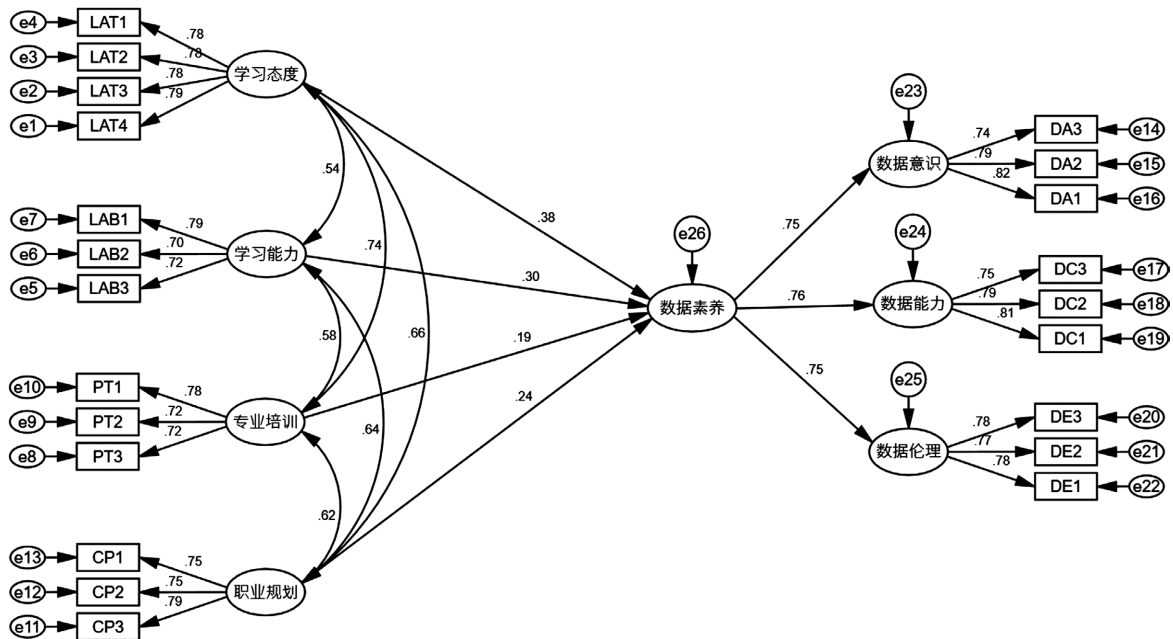 e4 LAT1 .78
e3 LAT2 .78
e2 LAT3 .78
e1 LAT4 .79
学习态度
.54
e7 LAB1 .79
e6 LAB2 .70
e5 LAB3 .72
学习能力
.74
.58
.66
e10 PT1 .78
e9 PT2 .72
e8 PT3 .72
专业培训
.64
.62
e13 CP1 .75
e12 CP2 .75
e11 CP3 .79
职业规划
.38
.30
.19
.24
e26
数据素养
.75
.76
.75
e23
数据意识
.74 DA3 e14
.79 DA2 e15
.82 DA1 e16
e24
数据能力
.75 DC3 e17
.79 DC2 e18
.81 DC1 e19
e25
数据伦理
.78 DE3 e20
.77 DE2 e21
.78 DE1 e22